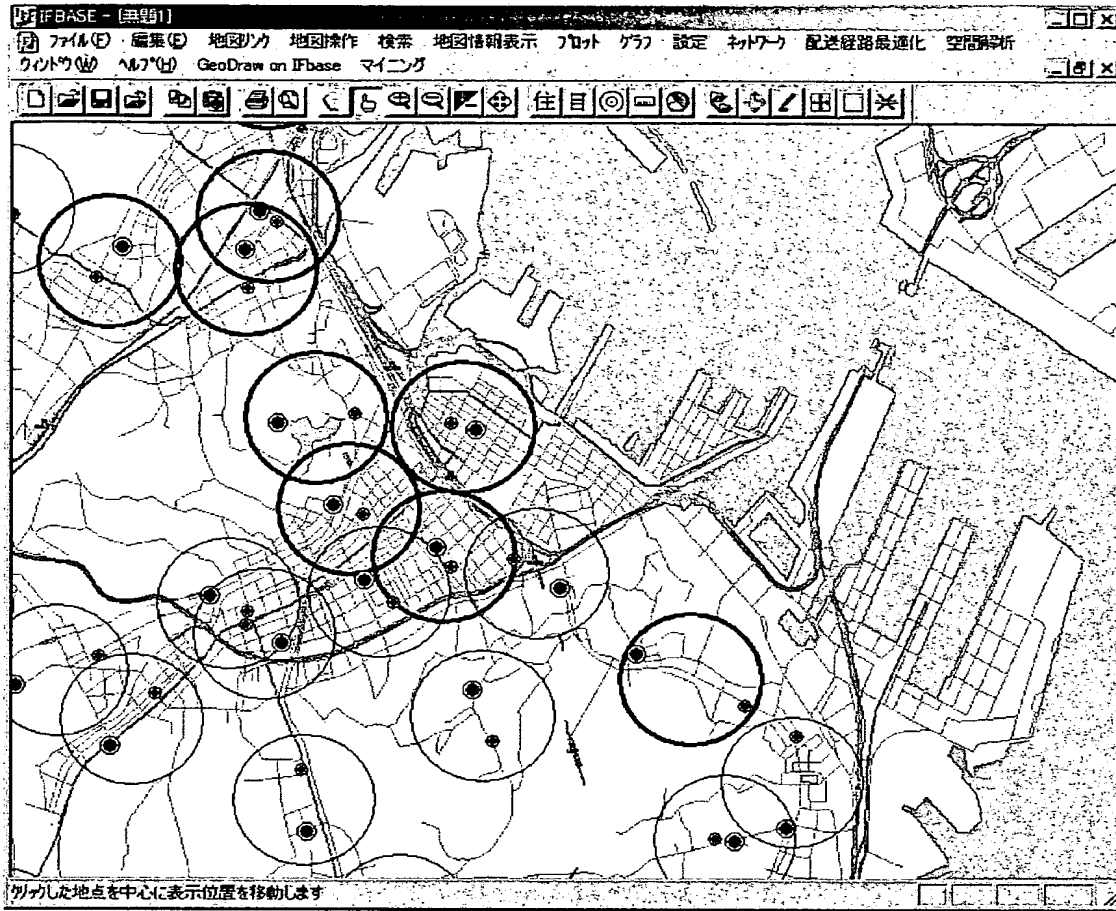 IFBASE - [無題1]
ファイル(F) 編集(E) 地図リンク 地図操作 検索 地図情報表示 プロット グラフ 設定 ネットワーク 配送経路最適化 空間解析
ウィンドウ(W) ヘルプ(H) GeoDraw on IFbase マイニング
住
クリックした地点を中心に表示位置を移動します